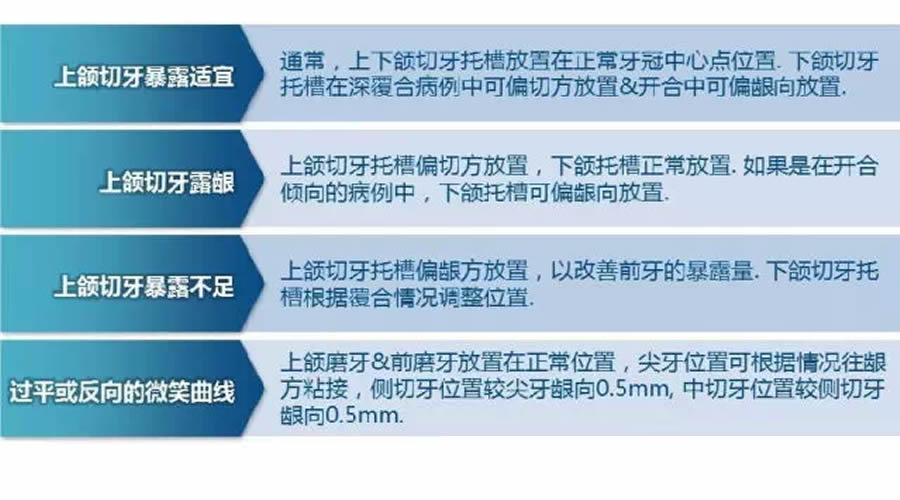 上颌切牙暴露适宜
通常，上下颌切牙托槽放置在正常牙冠中心点位置. 下颌切牙
托槽在深覆合病例中可偏切方放置&开合中可偏龈向放置.
上颌切牙露龈
上颌切牙托槽偏切方放置，下颌托槽正常放置. 如果是在开合
倾向的病例中，下颌托槽可偏龈向放置.
上颌切牙暴露不足
上颌切牙托槽偏龈方放置，以改善前牙的暴露量. 下颌切牙托
槽根据覆合情况调整位置.
过平或反向的微笑曲线
上颌磨牙&前磨牙放置在正常位置，尖牙位置可根据情况往龈
方粘接，侧切牙位置较尖牙龈向0.5mm, 中切牙位置较侧切牙
龈向0.5mm.